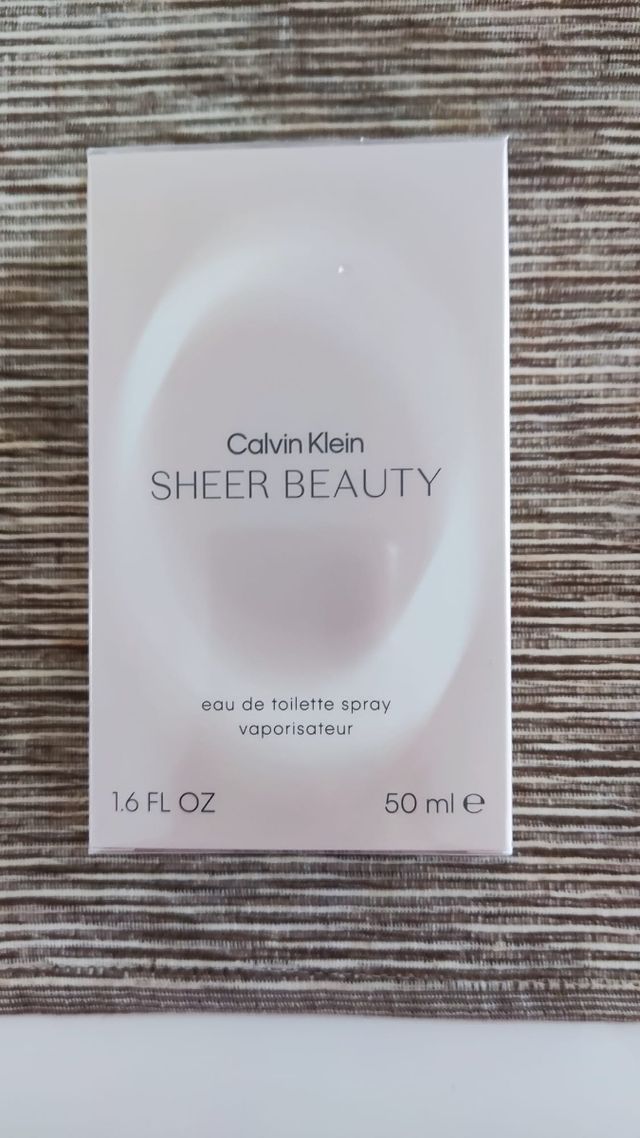 Calvin Klein
SHEER BEAUTY
eau de toilette spray
vaporisateur
1.6 FL OZ 50 ml ℮